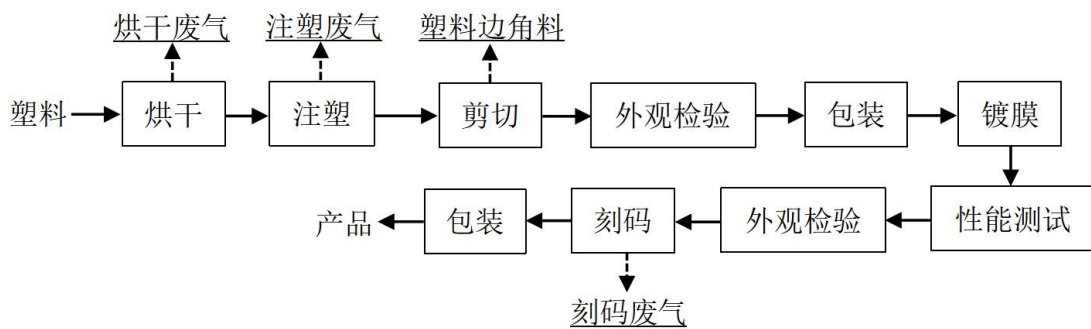 烘干废气 注塑废气 塑料边角料
塑料 烘干 注塑 剪切 外观检验 包装 镀膜
产品 包装 刻码 外观检验 性能测试
刻码废气